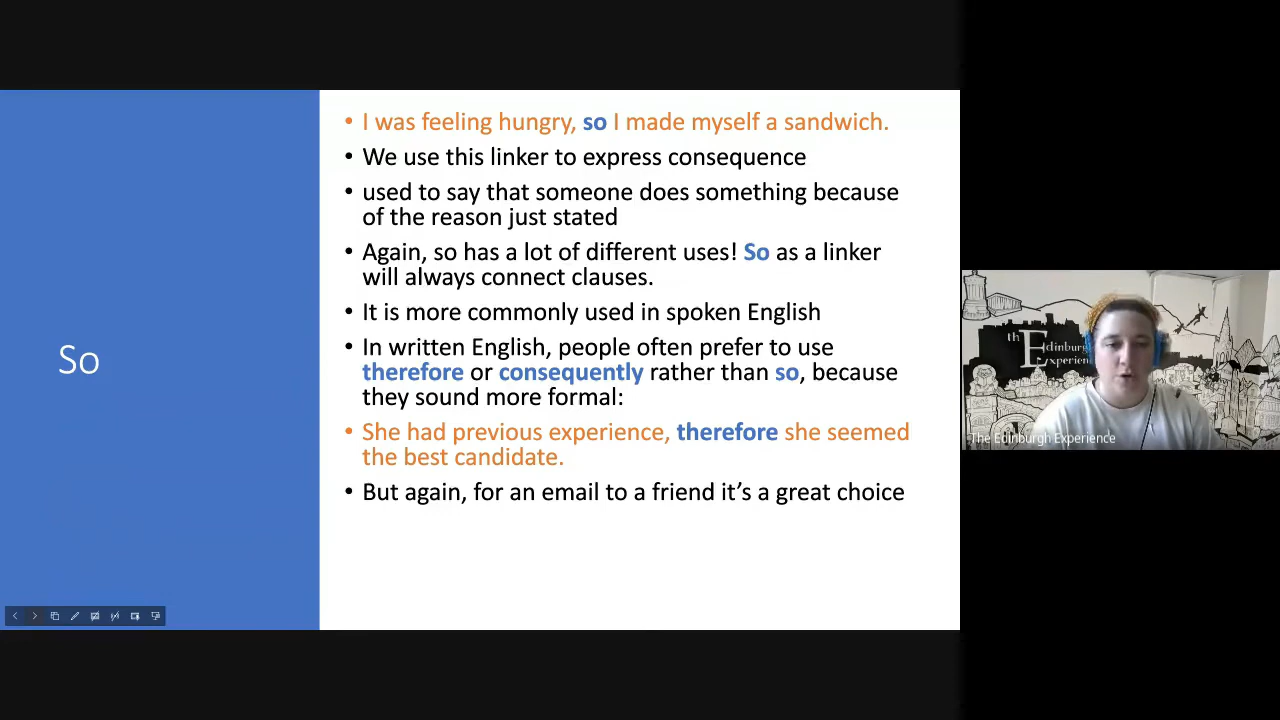 So
• I was feeling hungry, so I made myself a sandwich.
• We use this linker to express consequence
• used to say that someone does something because
of the reason just stated
• Again, so has a lot of different uses! So as a linker
will always connect clauses.
• It is more commonly used in spoken English
• In written English, people often prefer to use
therefore or consequently rather than so, because
they sound more formal:
• She had previous experience, therefore she seemed
the best candidate.
• But again, for an email to a friend it’s a great choice
th Edinburg
Experien
The Edinburgh Experience